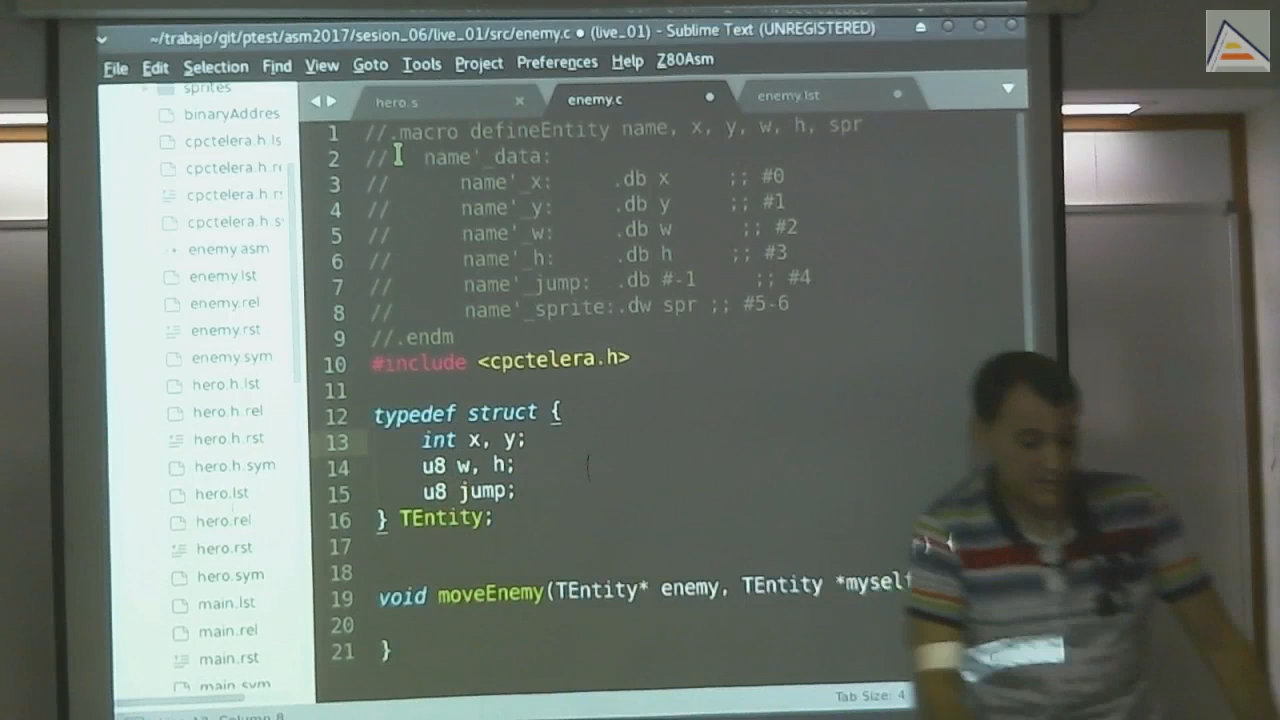 ~/trabajo/git/ptest/asm2017/sesion_06/live_01/src/enemy.c ● (live_01) - Sublime Text (UNREGISTERED)
File Edit Selection Find View Goto Tools Project Preferences Help Z80Asm
sprites
binaryAddres
cpctelera.h.ls
cpctelera.h.re
cpctelera.h.rs
cpctelera.h.s
enemy.asm
enemy.lst
enemy.rel
enemy.rst
enemy.sym
hero.h.lst
hero.h.rel
hero.h.rst
hero.h.sym
hero.lst
hero.rel
hero.rst
hero.sym
main.lst
main.rel
main.rst
main.sym
hero.s × enemy.c ● enemy.lst ●
1 //.macro defineEntity name, x, y, w, h, spr
2 // name'_data:
3 // name'_x: .db x ;; #0
4 // name'_y: .db y ;; #1
5 // name'_w: .db w ;; #2
6 // name'_h: .db h ;; #3
7 // name'_jump: .db #-1 ;; #4
8 // name'_sprite:.dw spr ;; #5-6
9 //.endm
10 #include <cpctelera.h>
11
12 typedef struct {
13 int x, y;
14 u8 w, h;
15 u8 jump;
16 } TEntity;
17
18
19 void moveEnemy(TEntity* enemy, TEntity *myself
20
21 }
Tab Size: 4